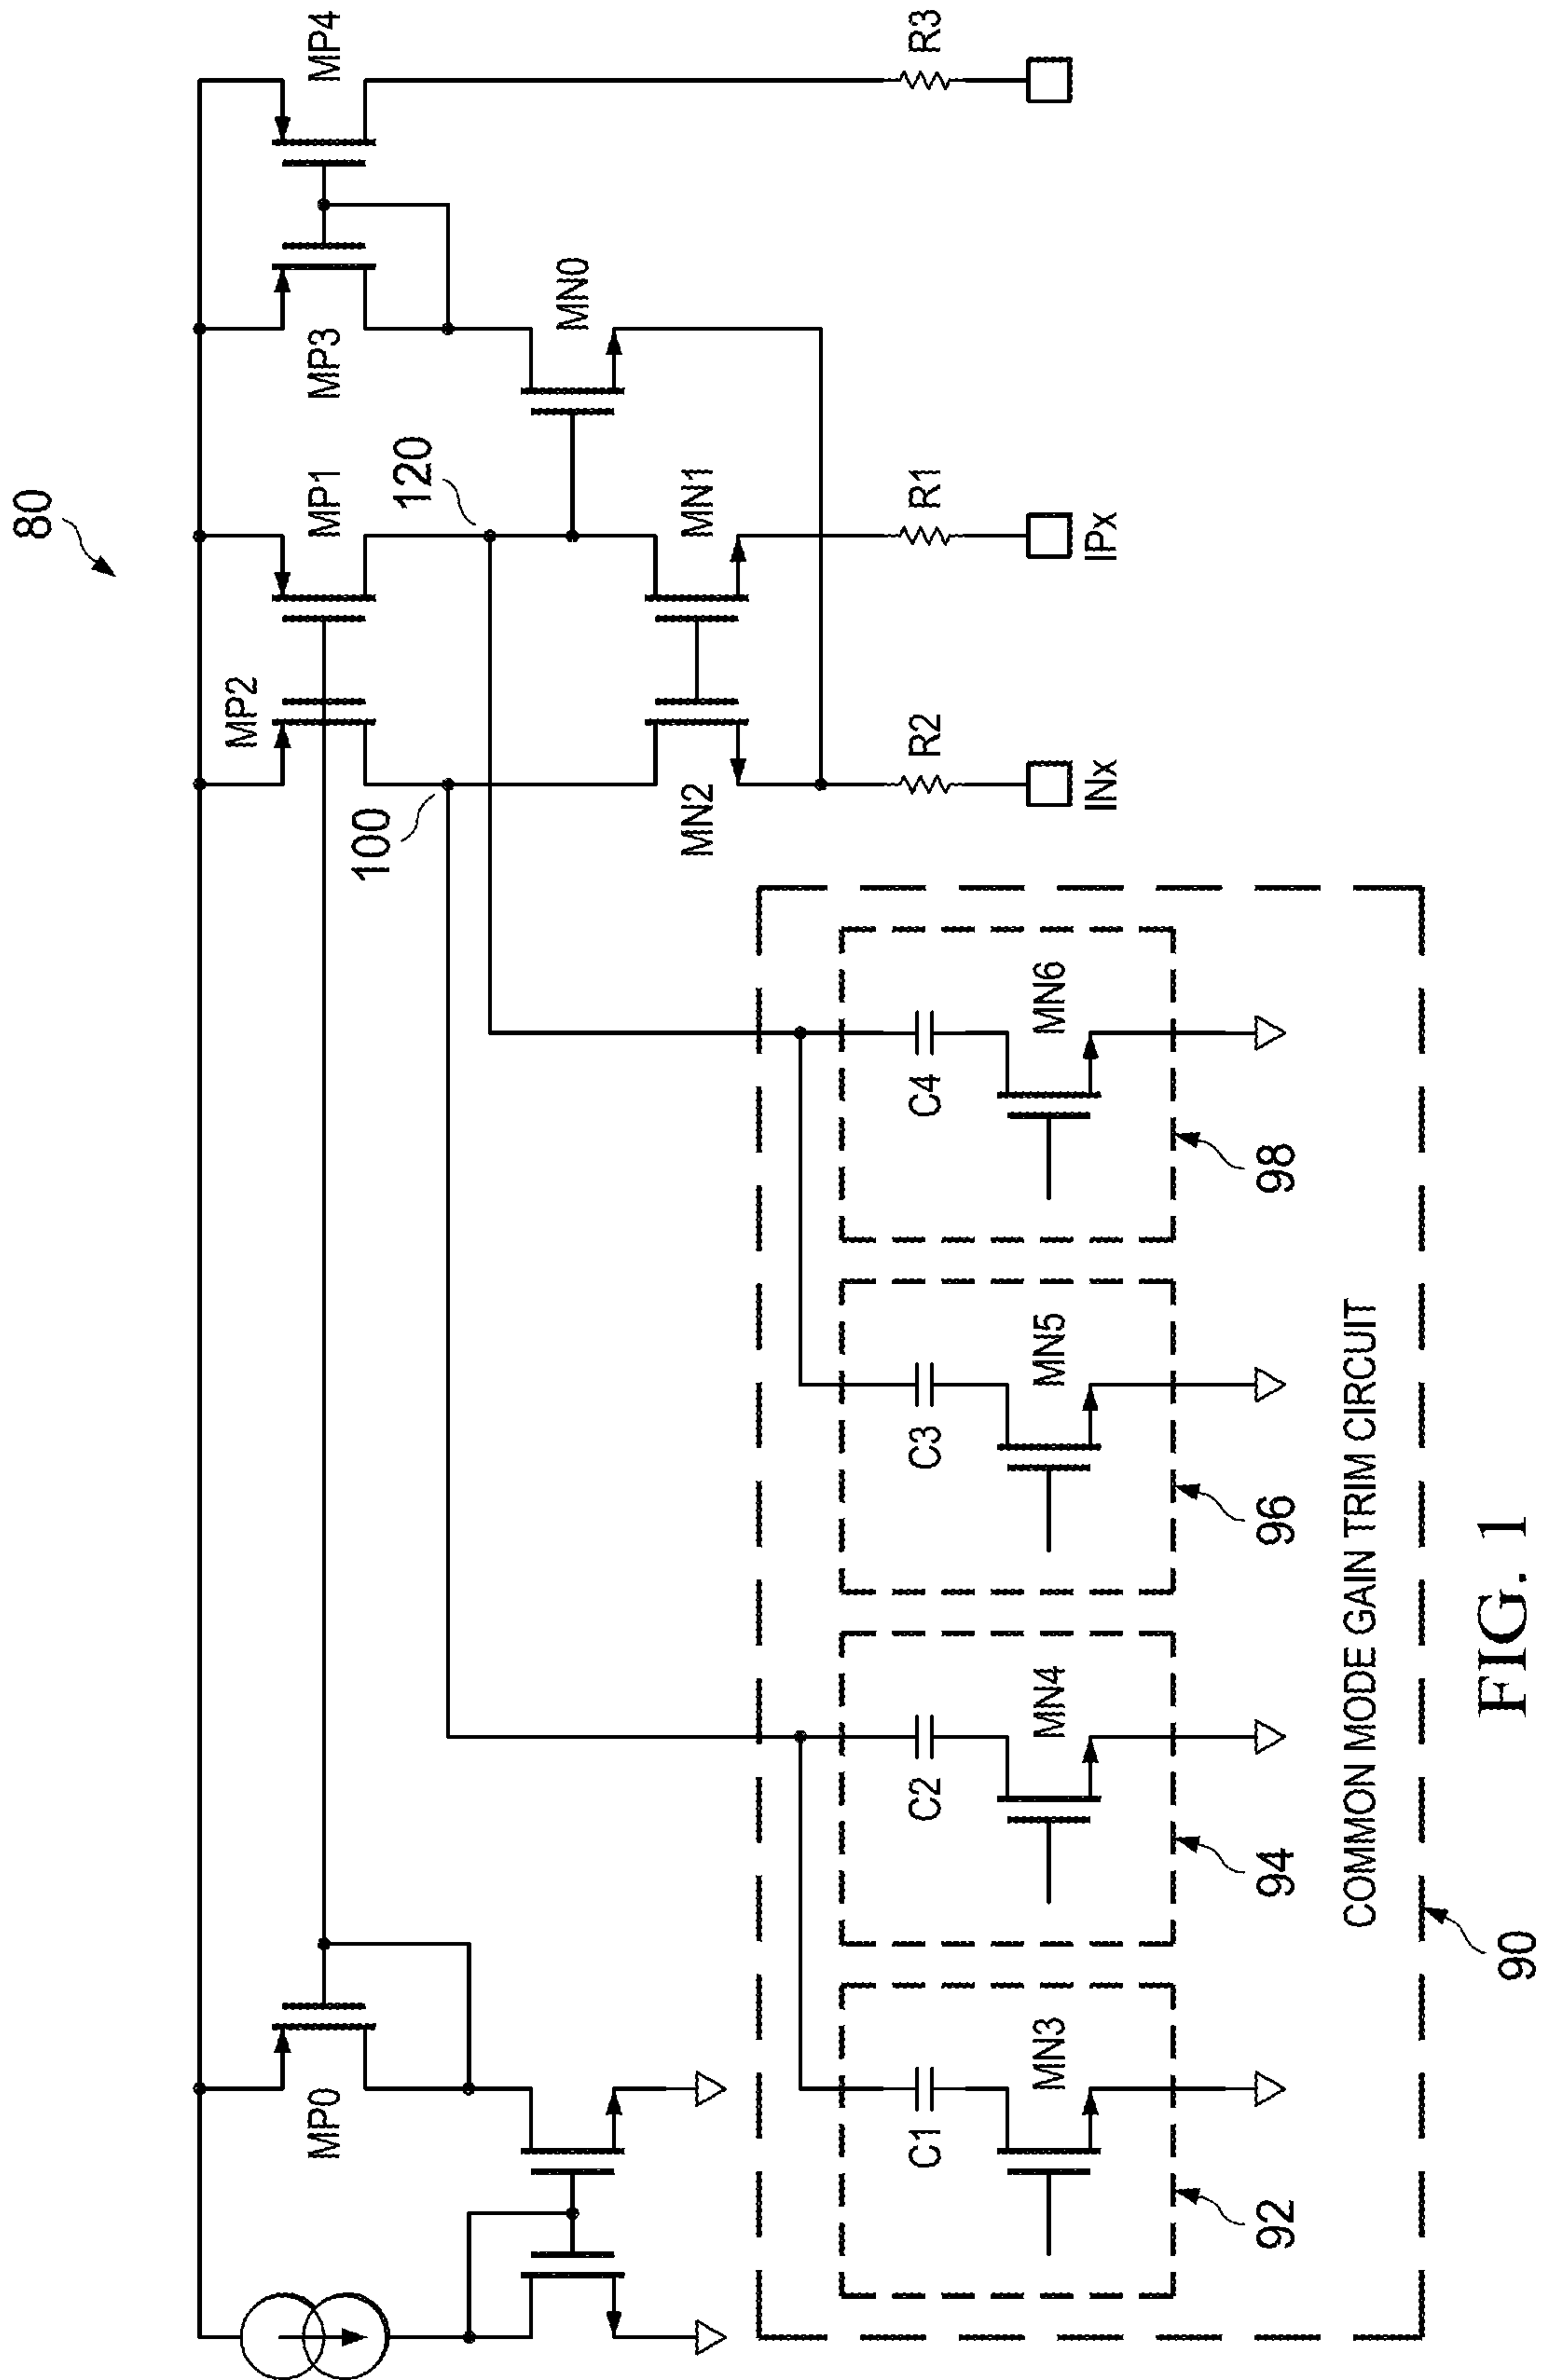 80
MP0
MP2
MP1
MP3
MP4
100
120
MN0
MN2
MN1
R2
R1
R3
INx
IPx
C1
MN3
C2
MN4
C3
MN5
C4
MN6
92
94
96
98
COMMON MODE GAIN TRIM CIRCUIT
90
FIG. 1